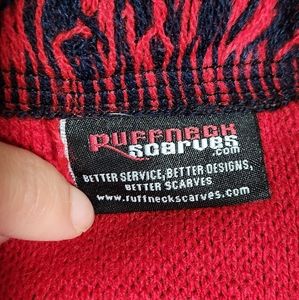 RUFFNECK
SCARVES
.com
BETTER SERVICE, BETTER DESIGNS,
BETTER SCARVES
www.ruffneckscarves.com